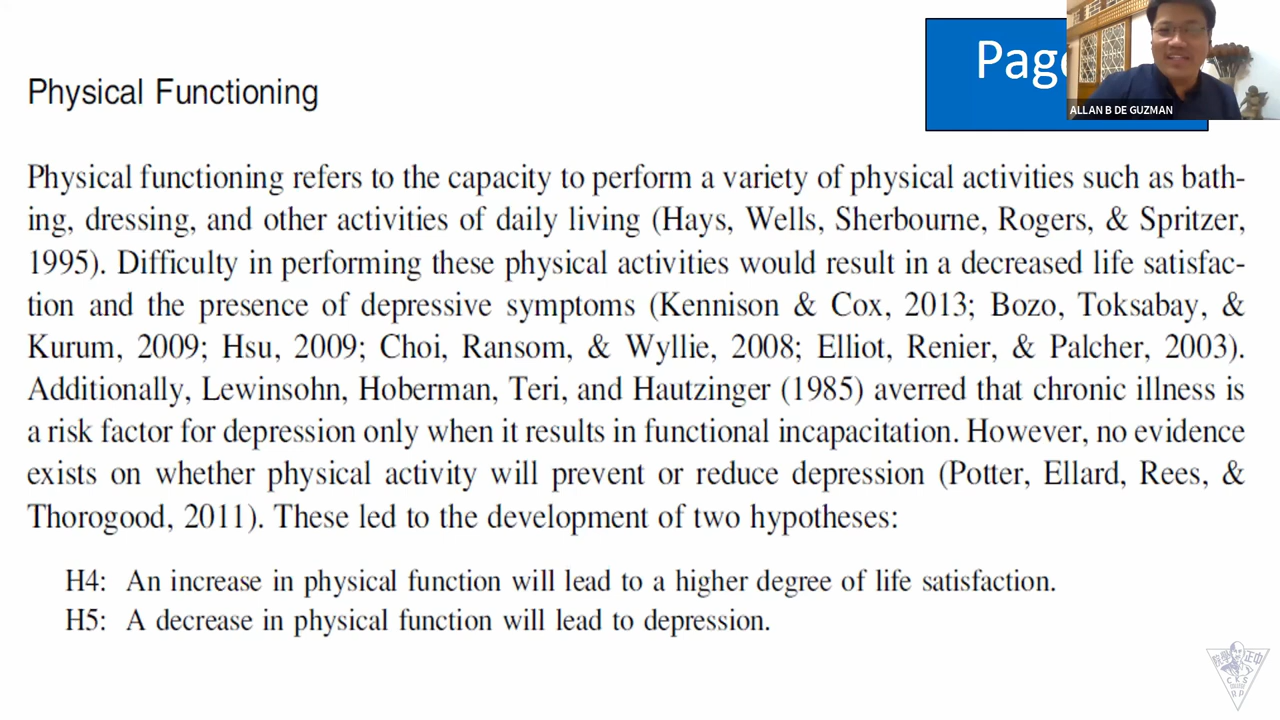 Page
ALLAN B DE GUZMAN
Physical Functioning
Physical functioning refers to the capacity to perform a variety of physical activities such as bath-
ing, dressing, and other activities of daily living (Hays, Wells, Sherbourne, Rogers, & Spritzer,
1995). Difficulty in performing these physical activities would result in a decreased life satisfac-
tion and the presence of depressive symptoms (Kennison & Cox, 2013; Bozo, Toksabay, &
Kurum, 2009; Hsu, 2009; Choi, Ransom, & Wyllie, 2008; Elliot, Renier, & Palcher, 2003).
Additionally, Lewinsohn, Hoberman, Teri, and Hautzinger (1985) averred that chronic illness is
a risk factor for depression only when it results in functional incapacitation. However, no evidence
exists on whether physical activity will prevent or reduce depression (Potter, Ellard, Rees, &
Thorogood, 2011). These led to the development of two hypotheses:
H4: An increase in physical function will lead to a higher degree of life satisfaction.
H5: A decrease in physical function will lead to depression.